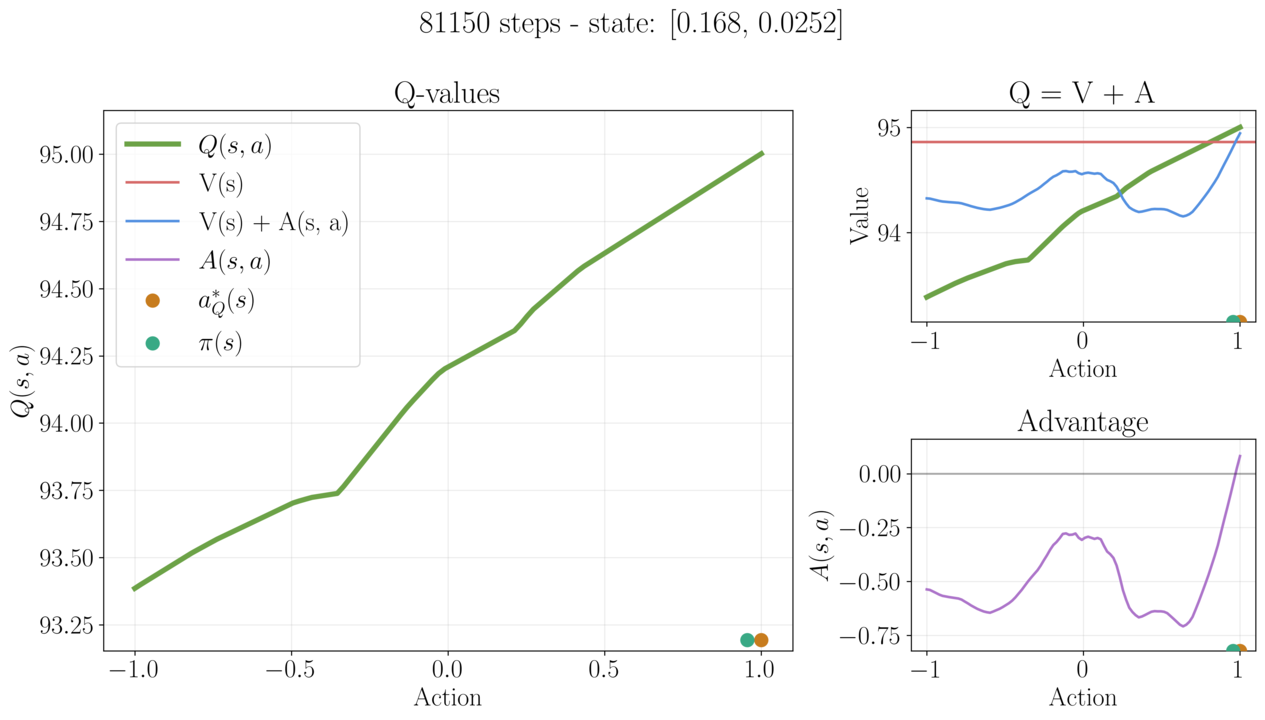 81150 steps - state: [0.168, 0.0252]
Q-values
Q(s, a)
V(s)
V(s) + A(s, a)
A(s, a)
a*Q(s)
π(s)
Q(s, a)
95.00
94.75
94.50
94.25
94.00
93.75
93.50
93.25
−1.0
−0.5
0.0
0.5
1.0
Action
Q = V + A
Value
95
94
−1
0
1
Action
Advantage
A(s, a)
0.00
−0.25
−0.50
−0.75
−1
0
1
Action